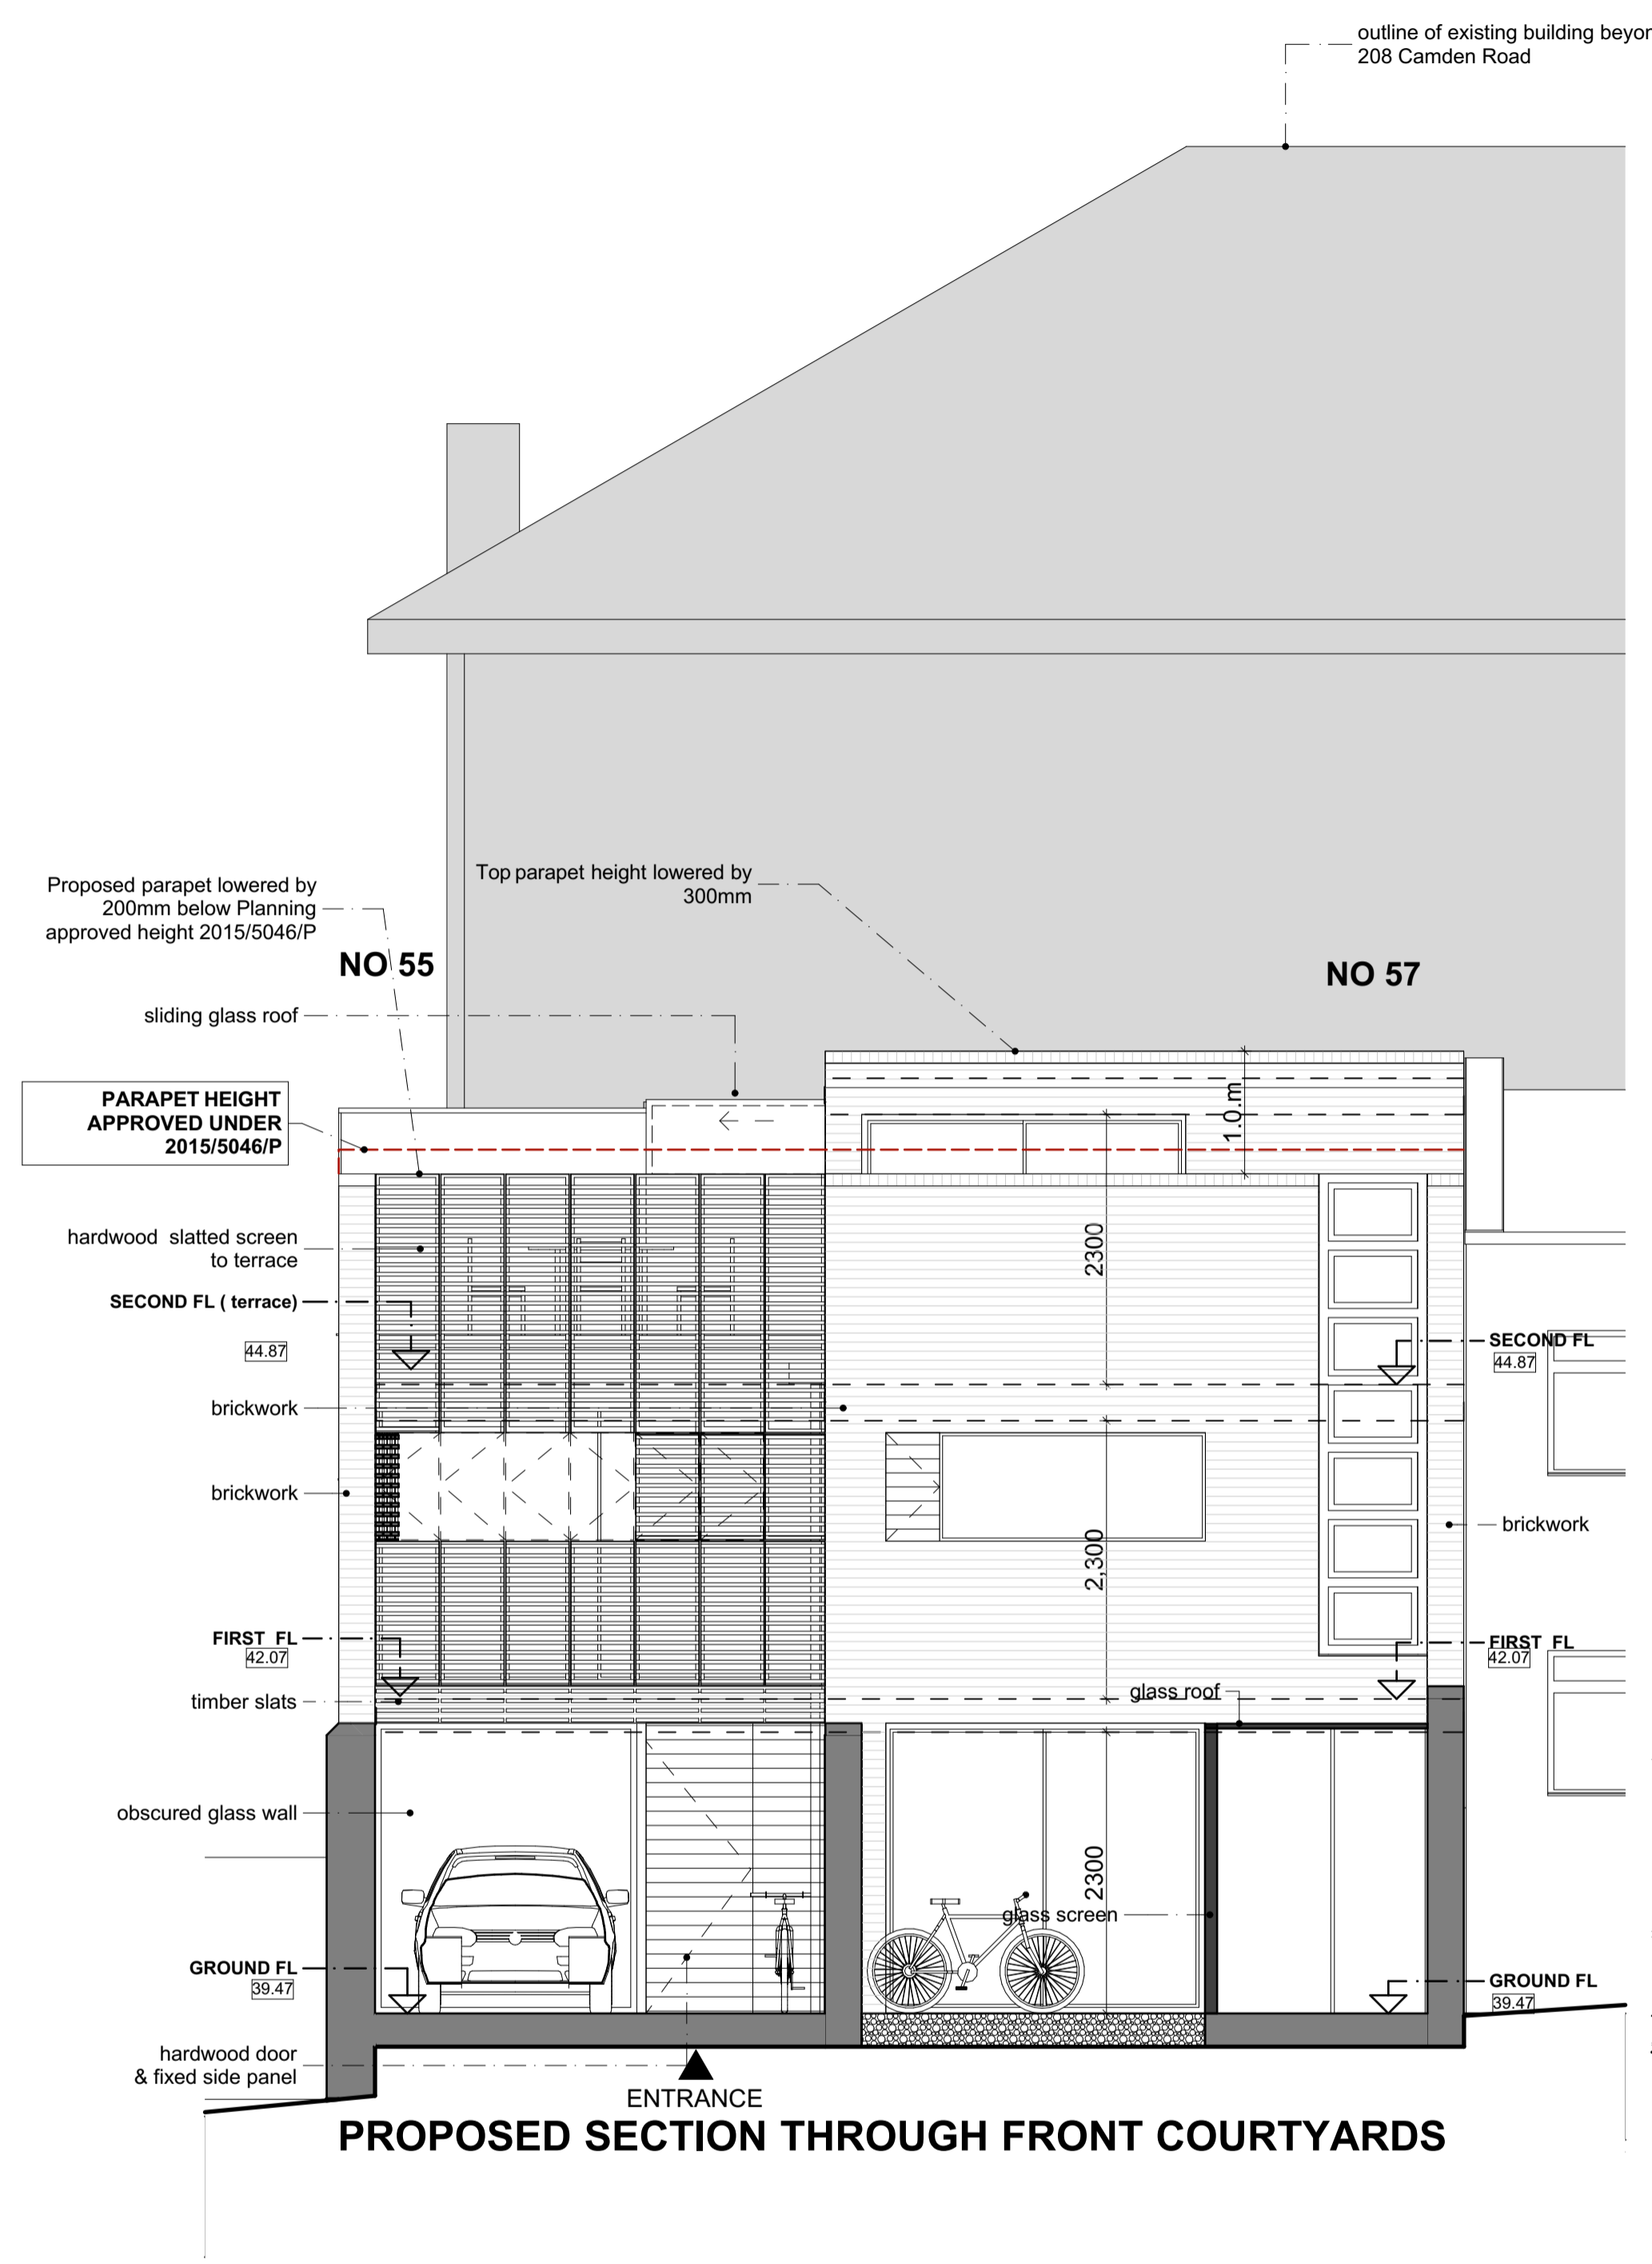 outline of existing building
208 Camden Road
Proposed parapet lowered by
200mm below Planning
approved height 2015/5046/P
Top parapet height lowered by
300mm
NO 55
NO 57
sliding glass roof
PARAPET HEIGHT
APPROVED UNDER
2015/5046/P
1.0.m
hardwood slatted screen
to terrace
2300
SECOND FL ( terrace)
44.87
SECOND FL
44.87
brickwork
brickwork
brickwork
2,300
FIRST FL
42.07
FIRST FL
42.07
timber slats
glass roof
obscured glass wall
2300
glass screen
GROUND FL
39.47
GROUND FL
39.47
hardwood door
& fixed side panel
ENTRANCE
PROPOSED SECTION THROUGH FRONT COURTYARDS